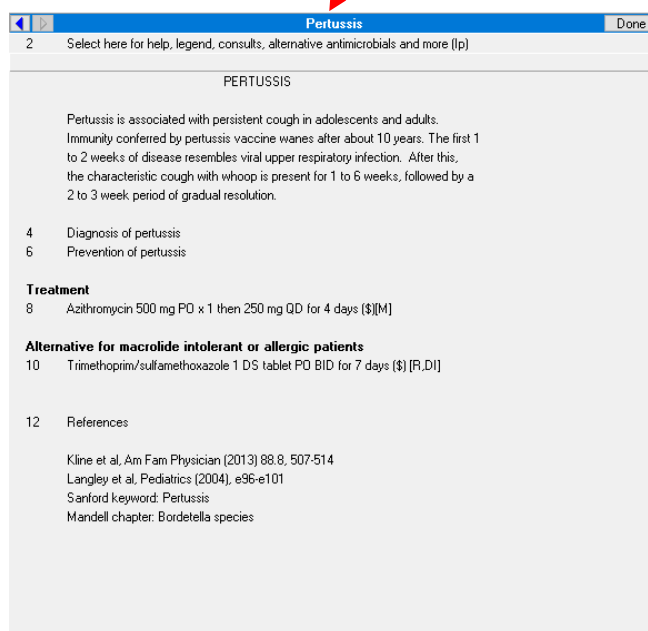 Pertussis
Done
2 Select here for help, legend, consults, alternative antimicrobials and more (lp)
PERTUSSIS
Pertussis is associated with persistent cough in adolescents and adults.
Immunity conferred by pertussis vaccine wanes after about 10 years. The first 1
to 2 weeks of disease resembles viral upper respiratory infection. After this,
the characteristic cough with whoop is present for 1 to 6 weeks, followed by a
2 to 3 week period of gradual resolution.
4 Diagnosis of pertussis
6 Prevention of pertussis
Treatment
8 Azithromycin 500 mg PO x 1 then 250 mg QD for 4 days ($)[M]
Alternative for macrolide intolerant or allergic patients
10 Trimethoprim/sulfamethoxazole 1 DS tablet PO BID for 7 days ($) [R,DI]
12 References
Kline et al, Am Fam Physician (2013) 88.8, 507-514
Langley et al, Pediatrics (2004), e96-e101
Sanford keyword: Pertussis
Mandell chapter: Bordetella species